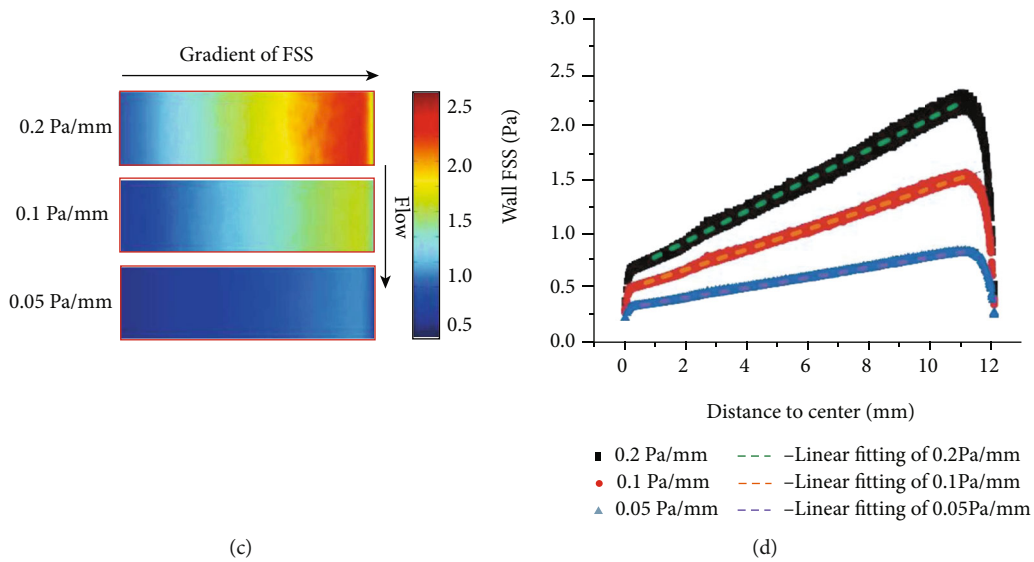 Gradient of FSS
0.2 Pa/mm
0.1 Pa/mm
0.05 Pa/mm
Flow
2.5
2.0
1.5
1.0
0.5
(c)
Wall FSS (Pa)
3.0
2.5
2.0
1.5
1.0
0.5
0.0
0 2 4 6 8 10 12
Distance to center (mm)
0.2 Pa/mm –Linear fitting of 0.2Pa/mm
0.1 Pa/mm –Linear fitting of 0.1Pa/mm
0.05 Pa/mm –Linear fitting of 0.05Pa/mm
(d)